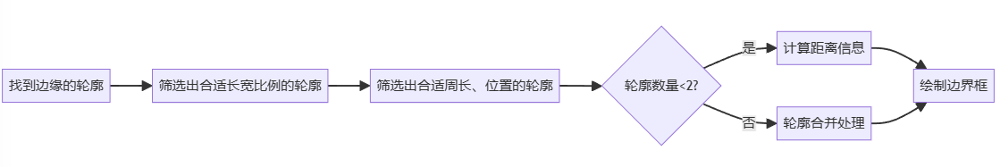 找到边缘的轮廓
筛选出合适长宽比例的轮廓
筛选出合适周长、位置的轮廓
轮廓数量<2?
是
计算距离信息
否
轮廓合并处理
绘制边界框